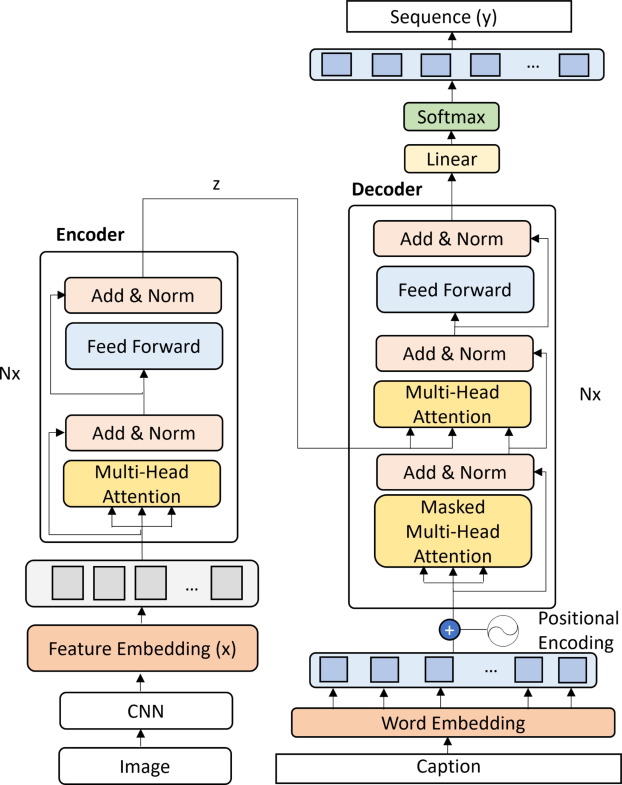 Sequence (y)
...
Softmax
Linear
z
Decoder
Encoder
Add & Norm
Feed Forward
Add & Norm
Multi-Head
Attention
Add & Norm
Masked
Multi-Head
Attention
Nx
Add & Norm
Feed Forward
Nx
Add & Norm
Multi-Head
Attention
...
Feature Embedding (x)
CNN
Image
+
Positional
Encoding
...
Word Embedding
Caption